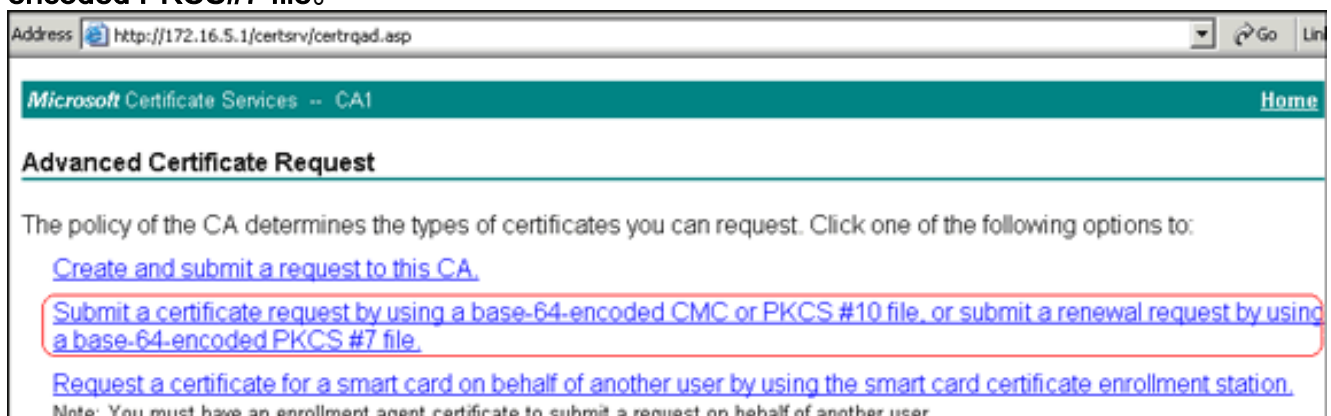 encoded PKCS#7 file。
Address http://172.16.5.1/certsrv/certrqad.asp Go
Microsoft Certificate Services -- CA1 Home
Advanced Certificate Request
The policy of the CA determines the types of certificates you can request. Click one of the following options to:
Create and submit a request to this CA.
Submit a certificate request by using a base-64-encoded CMC or PKCS #10 file, or submit a renewal request by using
a base-64-encoded PKCS #7 file.
Request a certificate for a smart card on behalf of another user by using the smart card certificate enrollment station.
Note: You must have an enrollment agent certificate to submit a request on behalf of another user.